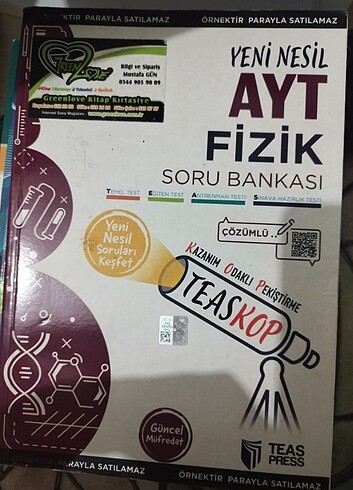 ÖRNEKTİR PARAYLA SATILAMAZ
ÖRNEKTİR PARAYLA SATILAMAZ
GREEN
Bilgi ve Sipariş
Mustafa GÜN
0544 905 90 09
Greenlove Kitap Kırtasiye
YENİ NESİL
AYT
FİZİK
SORU BANKASI
TEMEL TEST
EĞİTEN TEST
ANTRENMAN TESTİ
SINAVA HAZIRLIK TESTİ
ÇÖZÜMLÜ ..
Yeni
Nesil
Soruları
Keşfet
KAZANIM ODAKLI PEKİŞTİRME
TEASKOP
Güncel
Müfredat
TEAS
PRESS
PARAYLA SATILAMAZ
ÖRNEKTİR PARAYLA SATILAMAZ